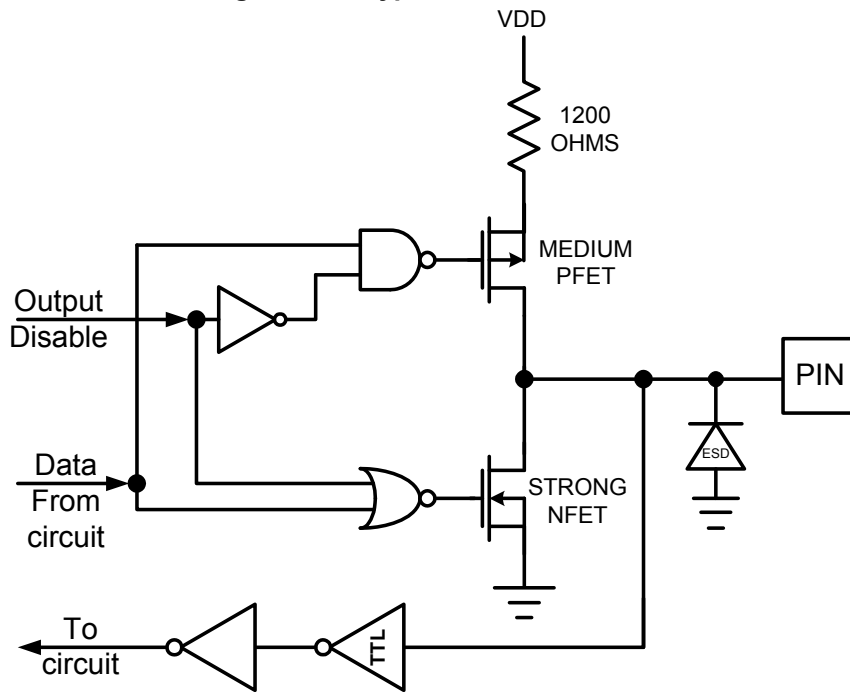 VDD
1200
OHMS
MEDIUM
PFET
Output
Disable
PIN
ESD
Data
From
circuit
STRONG
NFET
To
circuit
TTL